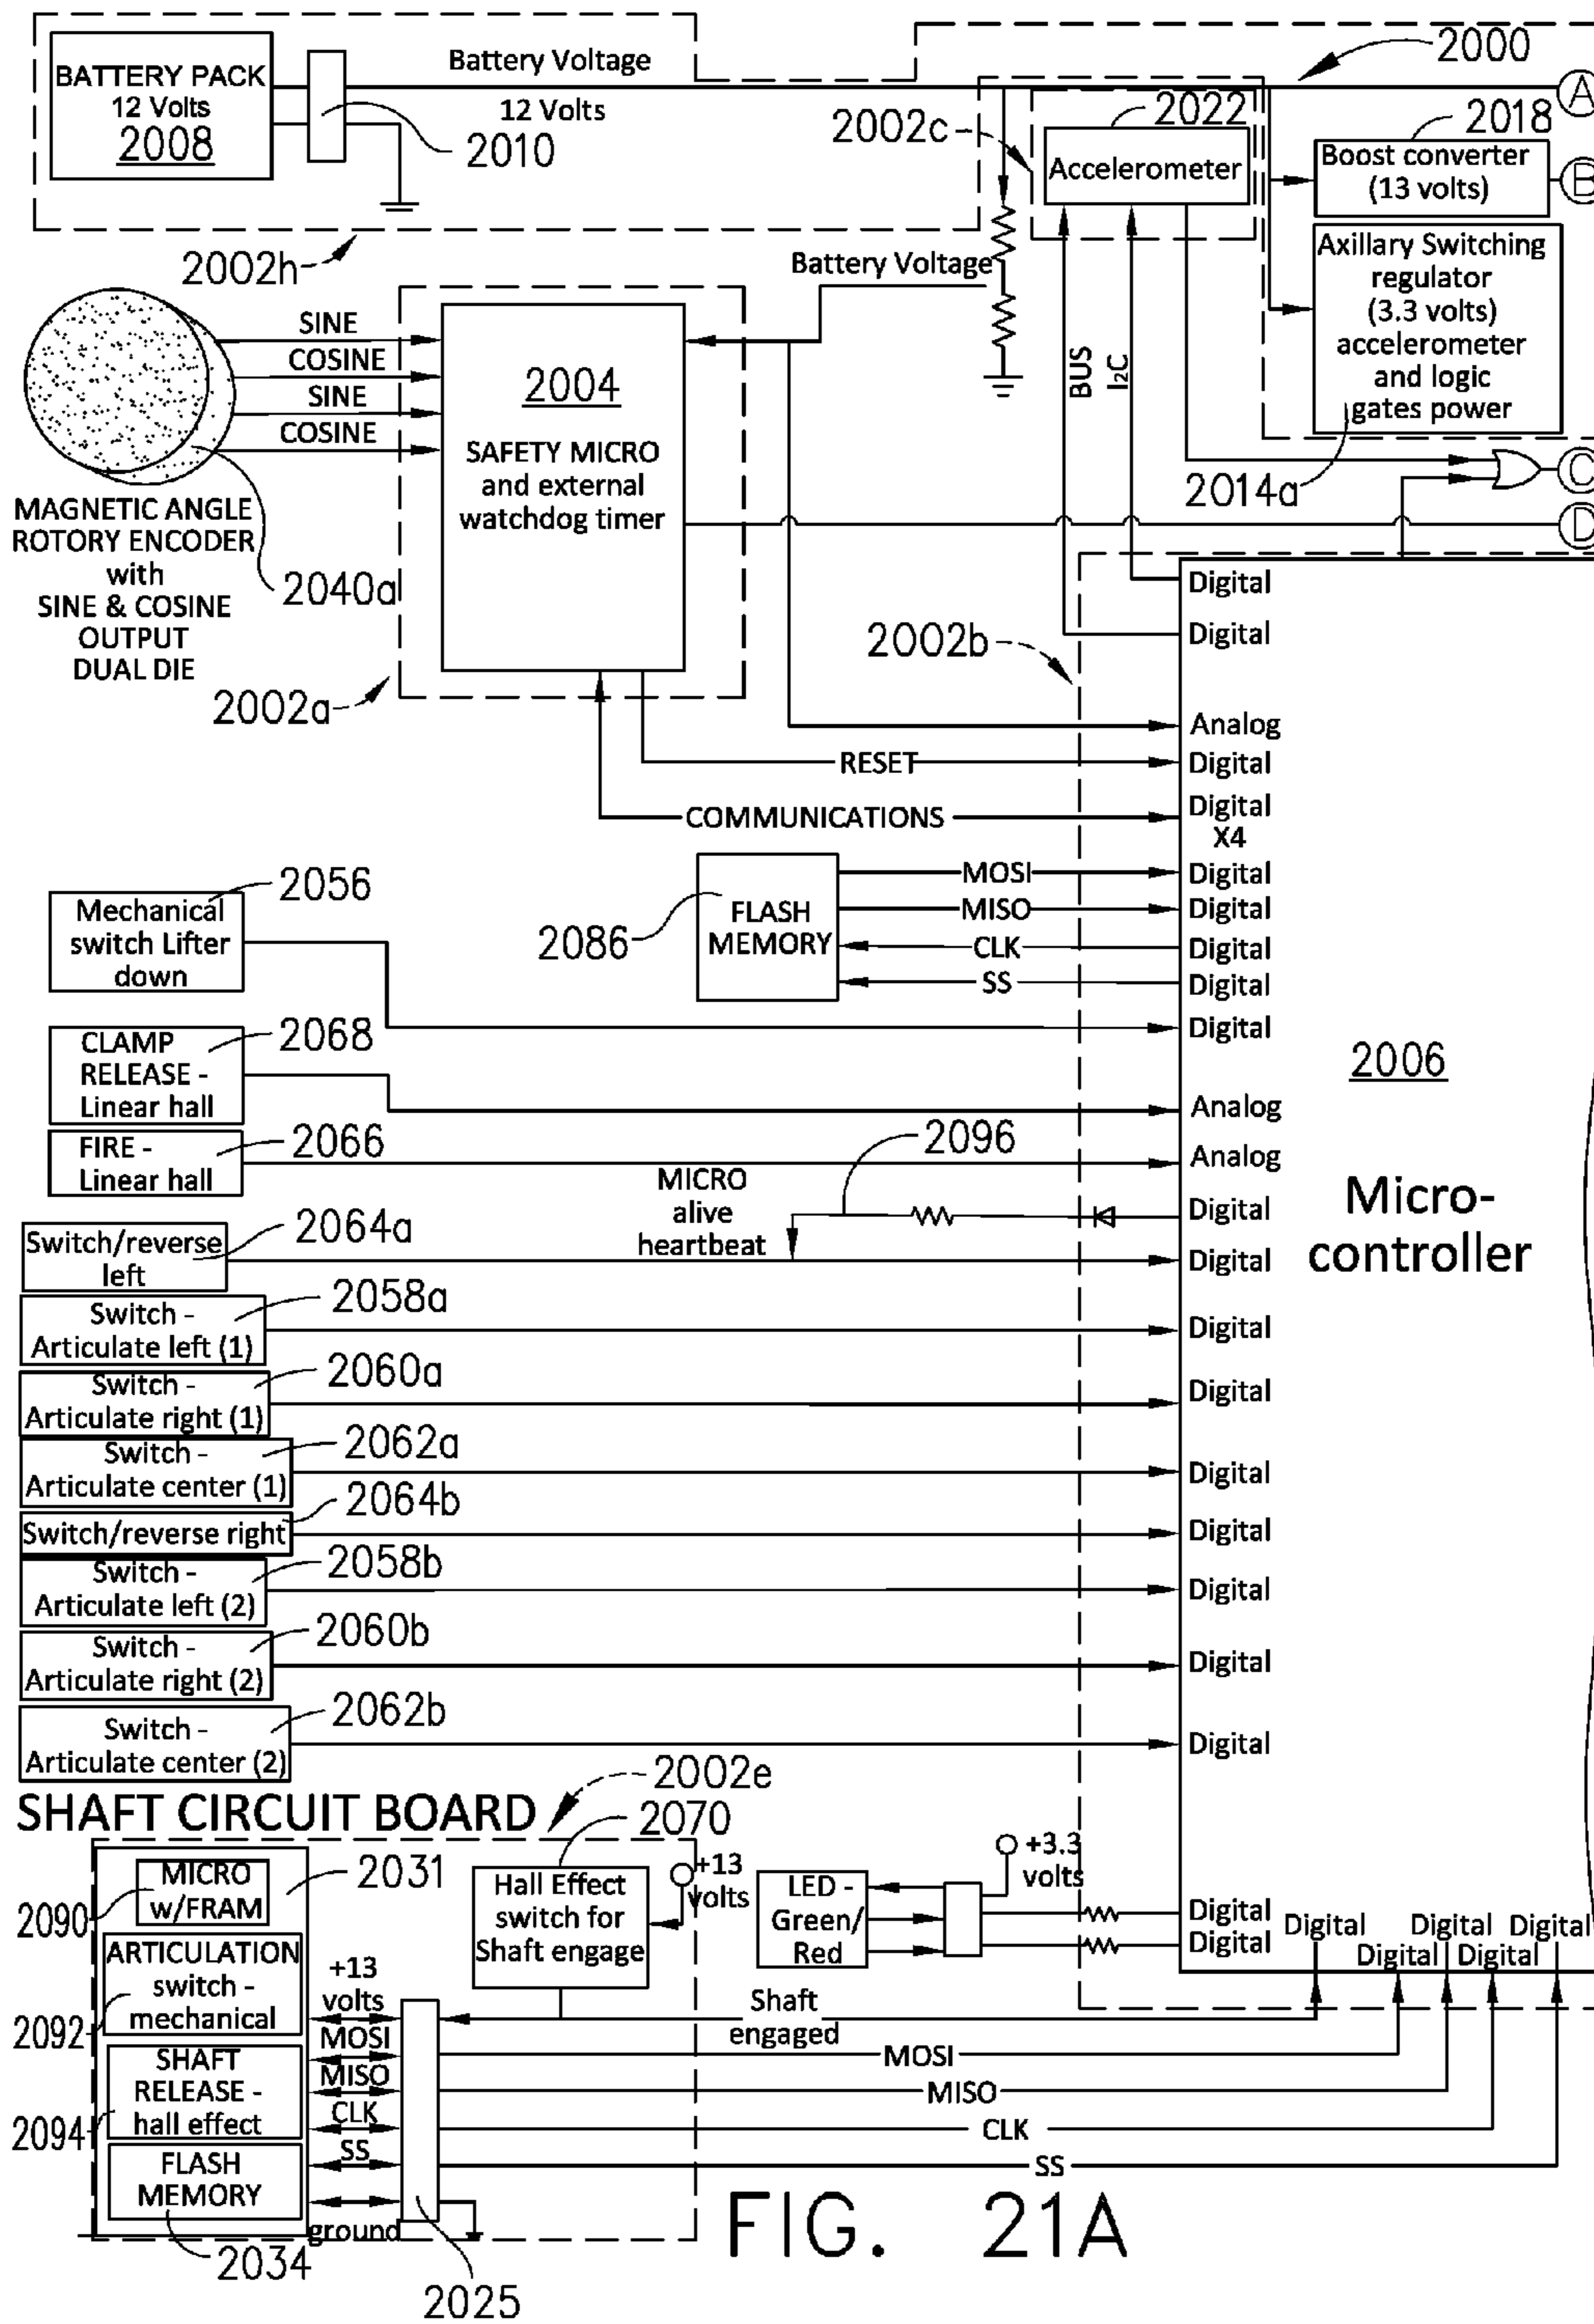 BATTERY PACK
12 Volts
2008
Battery Voltage
12 Volts
2010
2000
A
2002c
2022
Accelerometer
2018
Boost converter
(13 volts)
B
2002h
Battery Voltage
Axillary Switching
regulator
(3.3 volts)
accelerometer
and logic
gates power
2014a
C
D
SINE
COSINE
SINE
COSINE
2004
SAFETY MICRO
and external
watchdog timer
BUS
I2C
MAGNETIC ANGLE
ROTORY ENCODER
with
SINE & COSINE
OUTPUT
DUAL DIE
2040a
2002a
2002b
Digital
Digital
Analog
RESET
Digital
COMMUNICATIONS
Digital
X4
2056
Mechanical
switch Lifter
down
2086
FLASH
MEMORY
MOSI
Digital
MISO
Digital
CLK
Digital
SS
Digital
Digital
2068
CLAMP
RELEASE -
Linear hall
Analog
2006
Micro-
controller
2066
FIRE -
Linear hall
Analog
2096
MICRO
alive
heartbeat
Digital
2064a
Switch/reverse
left
Digital
2058a
Switch -
Articulate left (1)
Digital
2060a
Switch -
Articulate right (1)
Digital
2062a
Switch -
Articulate center (1)
Digital
2064b
Switch/reverse right
Digital
2058b
Switch -
Articulate left (2)
Digital
2060b
Switch -
Articulate right (2)
Digital
2062b
Switch -
Articulate center (2)
Digital
SHAFT CIRCUIT BOARD
2002e
2070
2031
MICRO
w/FRAM
2090
Hall Effect
switch for
Shaft engage
+13
volts
LED -
Green/
Red
+3.3
volts
Digital
Digital
Digital
Digital
Digital
Digital
Digital
ARTICULATION
switch -
mechanical
2092
+13
volts
Shaft
engaged
MOSI
MOSI
SHAFT
RELEASE -
hall effect
2094
MISO
MISO
CLK
CLK
SS
SS
FLASH
MEMORY
ground
2034
2025
FIG. 21A